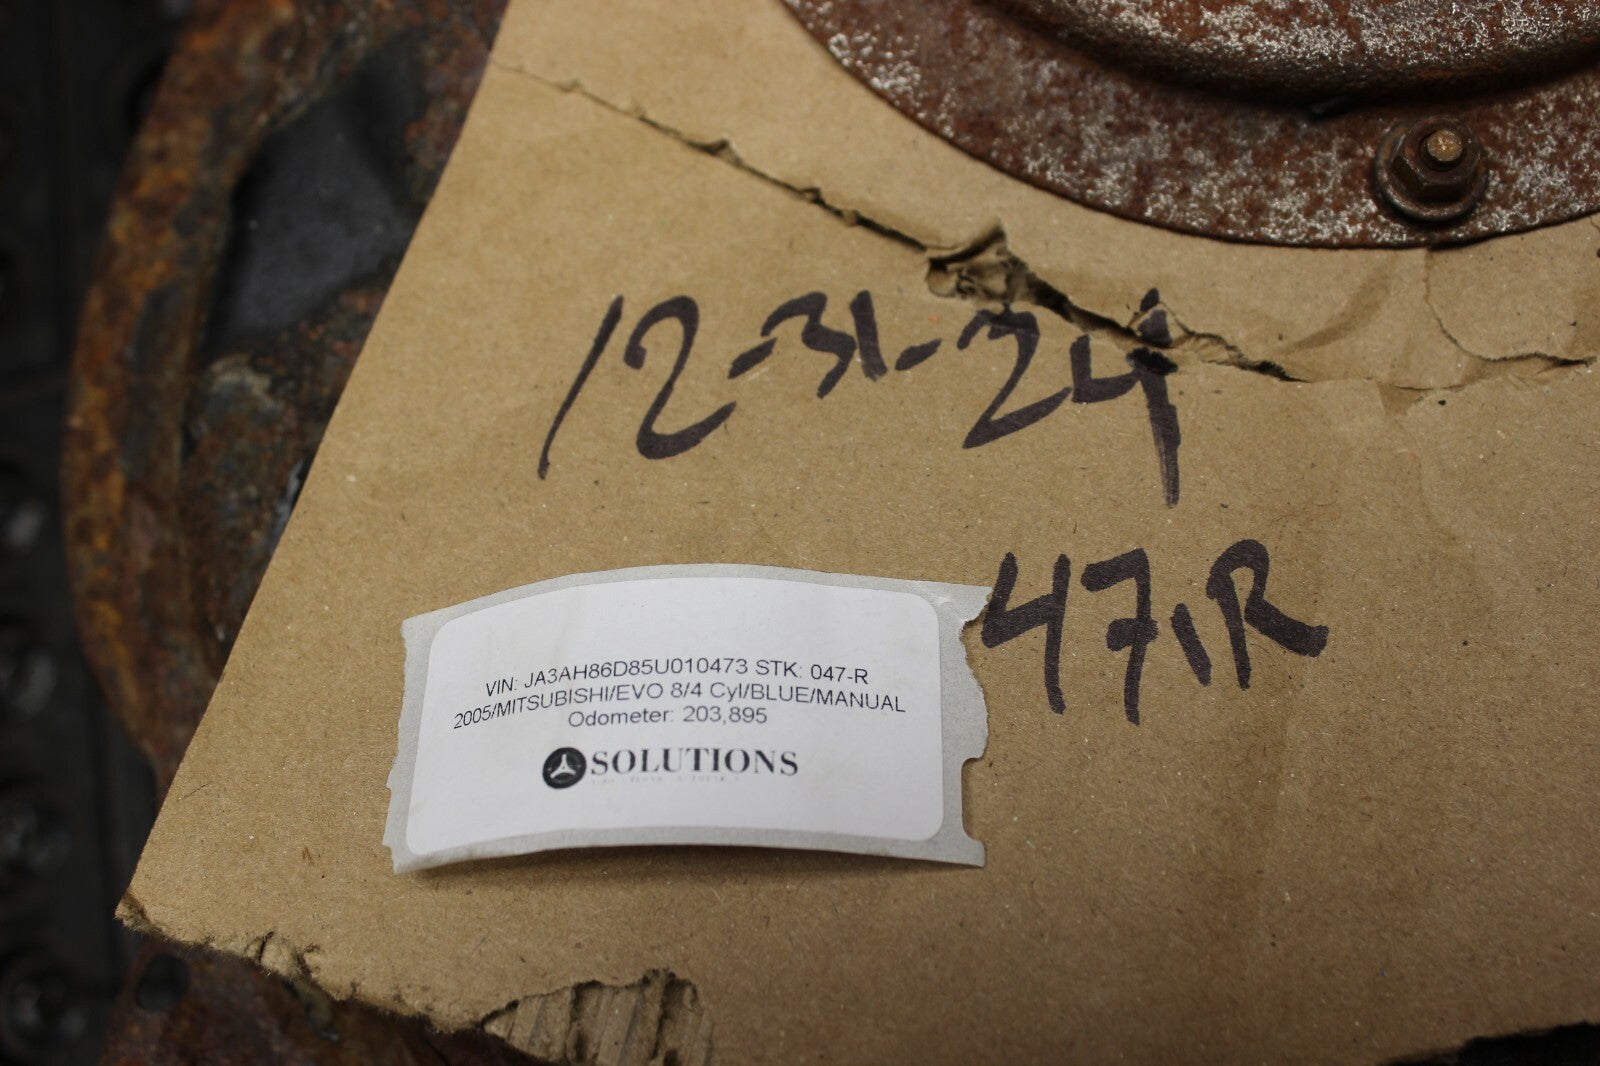 12-31-24
47,R
VIN: JA3AH86D85U010473 STK: 047-R
2005/MITSUBISHI/EVO 8/4 Cyl/BLUE/MANUAL
Odometer: 203,895
SOLUTIONS